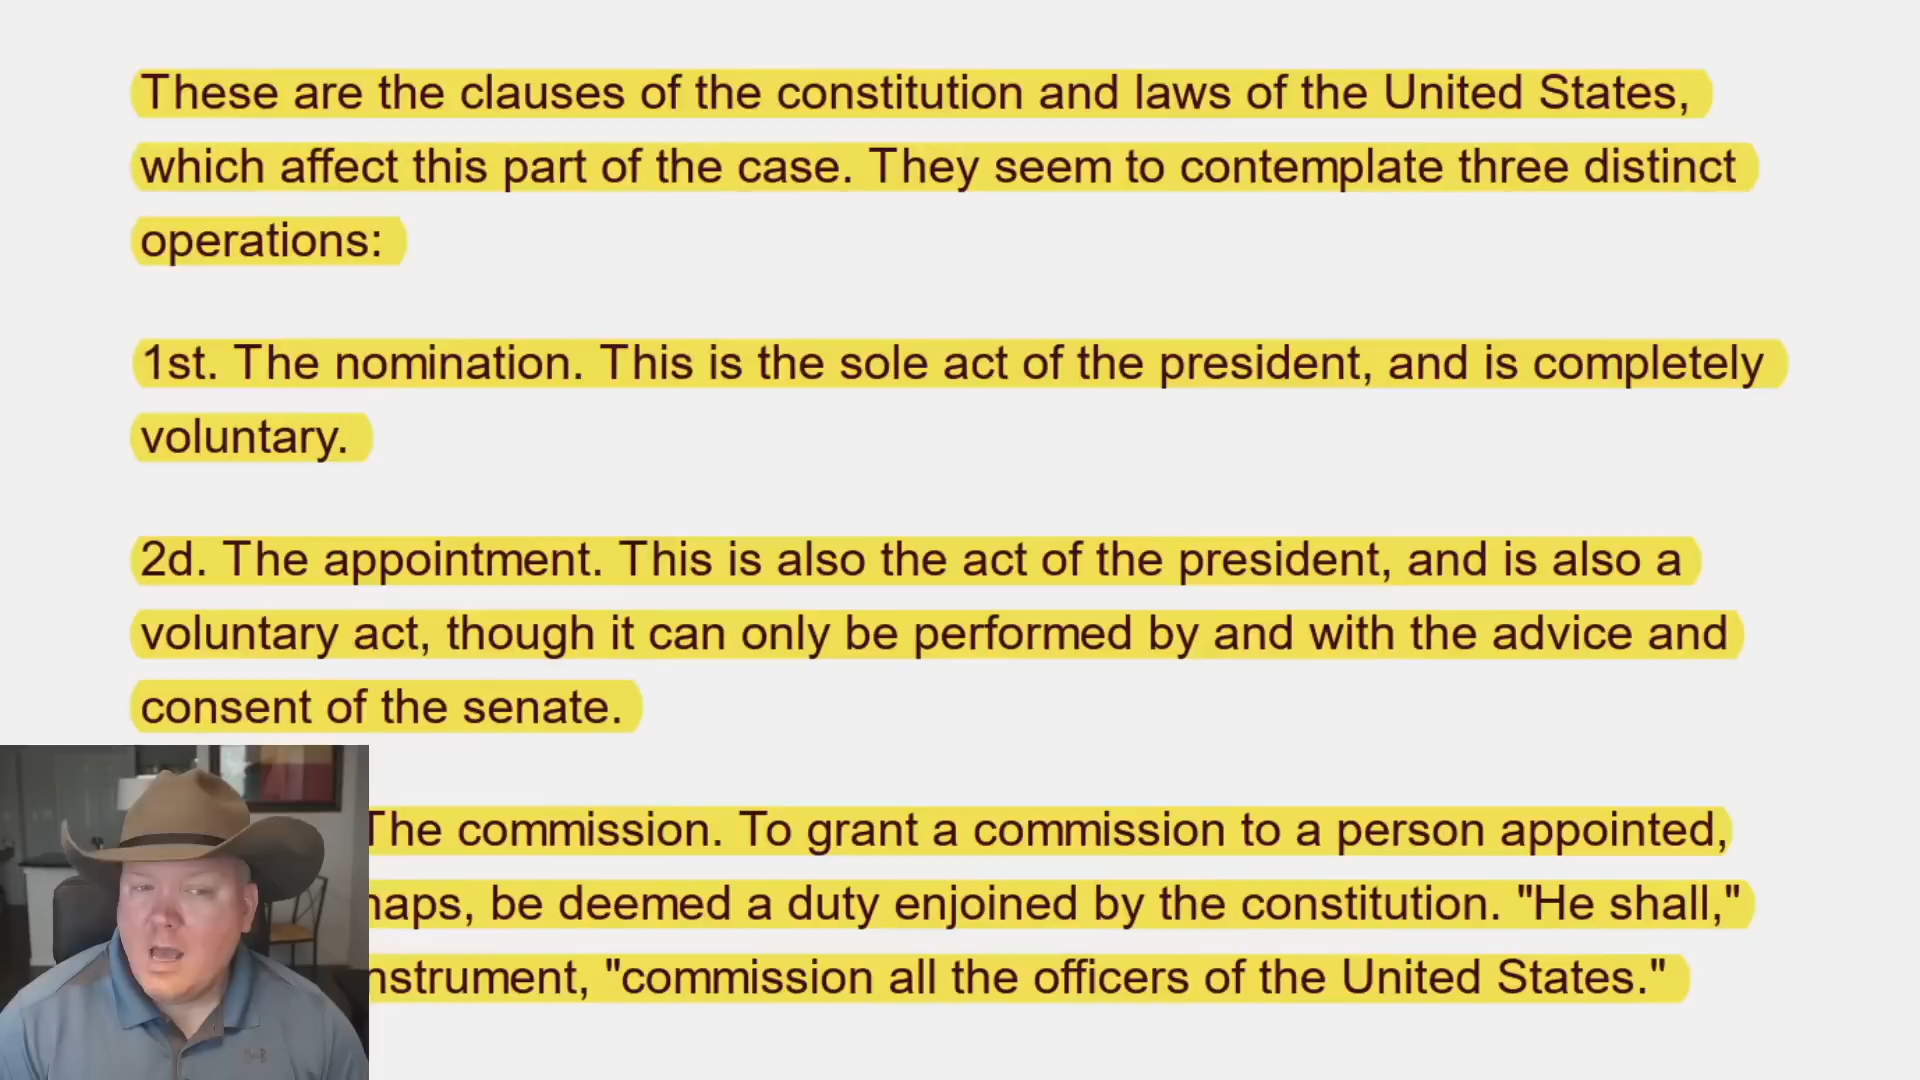 These are the clauses of the constitution and laws of the United States,
which affect this part of the case. They seem to contemplate three distinct
operations:
1st. The nomination. This is the sole act of the president, and is completely
voluntary.
2d. The appointment. This is also the act of the president, and is also a
voluntary act, though it can only be performed by and with the advice and
consent of the senate.
The commission. To grant a commission to a person appointed,
haps, be deemed a duty enjoined by the constitution. "He shall,"
nstrument, "commission all the officers of the United States."